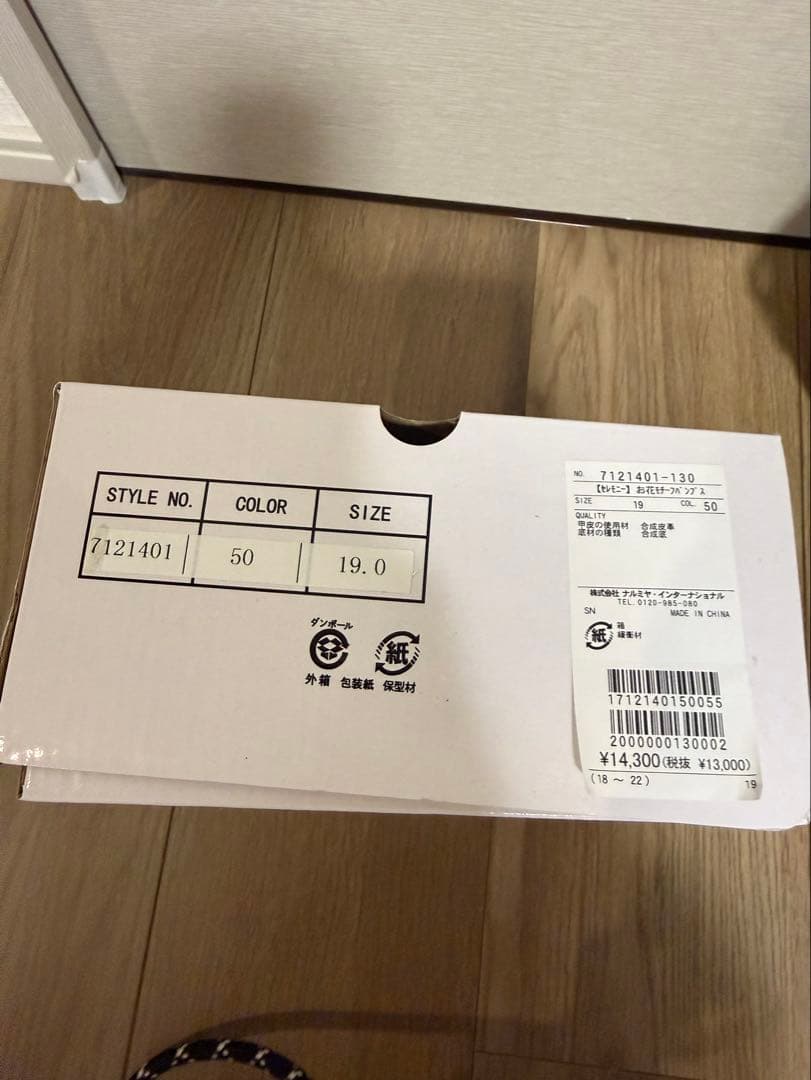 STYLE NO. COLOR SIZE
7121401 50 19.0
ダンボール
紙
外箱 包装紙 保型材
NO. 7121401-130
【セレモニー】お花モチーフパンプス
SIZE 19 COL. 50
QUALITY
甲皮の使用材 合成皮革
底材の種類 合成底
株式会社 ナルミヤ・インターナショナル
TEL.0120-985-080
SN MADE IN CHINA
紙 箱
緩衝材
1712140150055
2000000130002
¥14,300(税抜 ¥13,000)
(18 ～ 22) 19